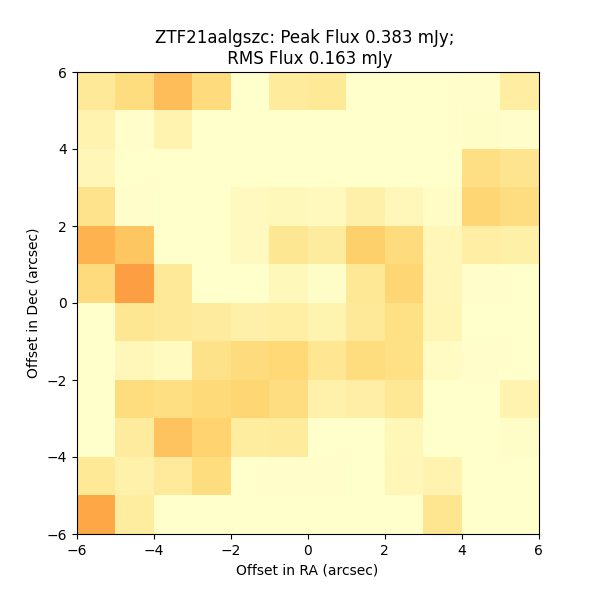 ZTF21aalgszc: Peak Flux 0.383 mJy;
RMS Flux 0.163 mJy
6
4
2
0
−2
−4
−6
Offset in Dec (arcsec)
−6 −4 −2 0 2 4 6
Offset in RA (arcsec)